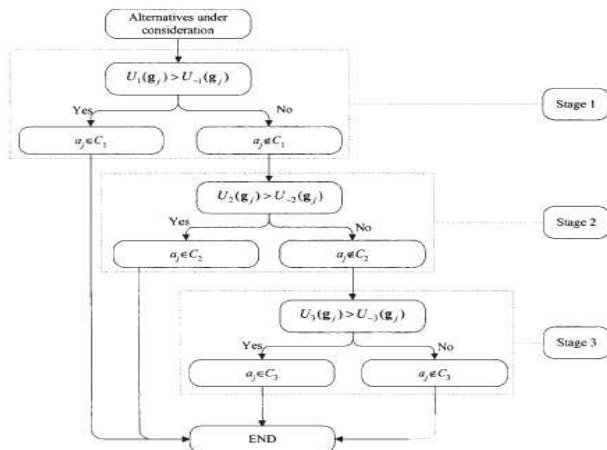 Alternatives under
consideration
U₁(g_j) > U₋₁(g_j)
Stage 1
Yes
No
a_j∈C₁
a_j∉C₁
U₂(g_j) > U₋₂(g_j)
Stage 2
Yes
No
a_j∈C₂
a_j∉C₂
U₃(g_j) > U₋₃(g_j)
Stage 3
Yes
No
a_j∈C₃
a_j∉C₃
END